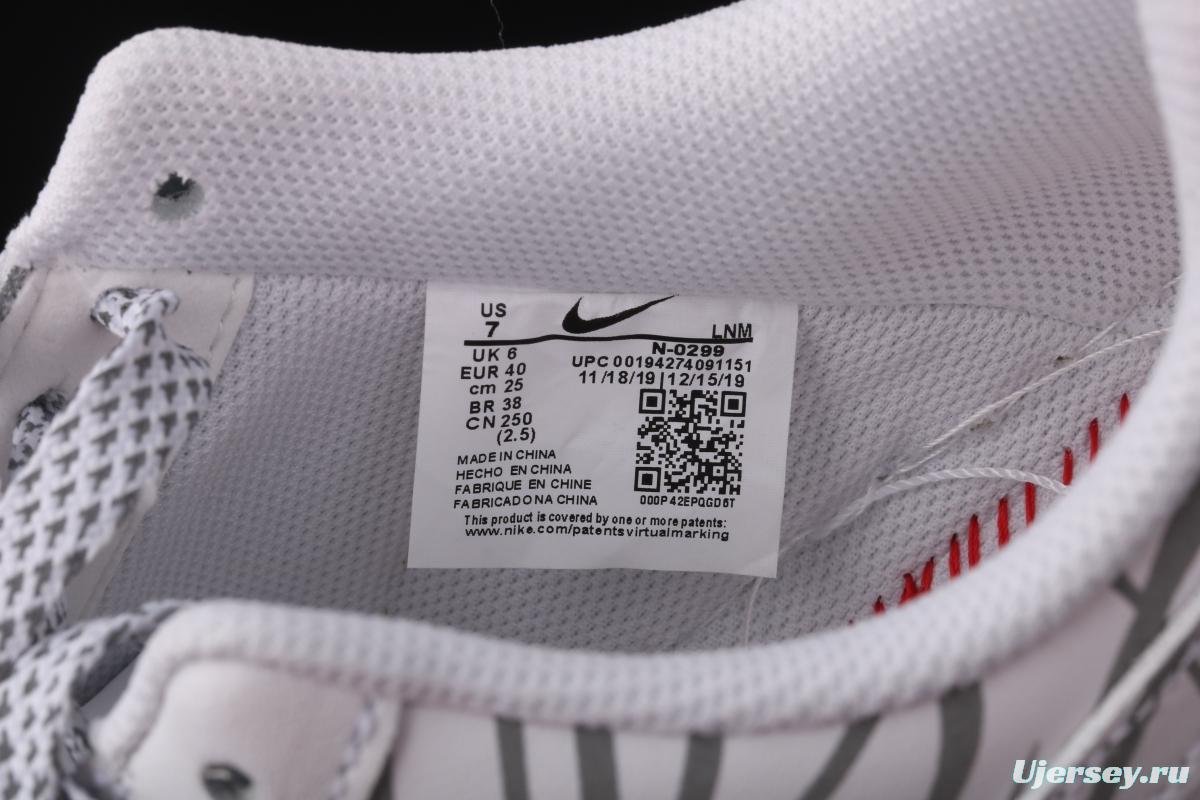 US
7
LNM
UK 6
EUR 40
cm 25
BR 38
CN 250
(2.5)
N-0299
UPC 00194274091151
11/18/19|12/15/19
MADE IN CHINA
HECHO EN CHINA
FABRIQUE EN CHINE
FABRICADO NA CHINA
000P42EPQGD6T
This product is covered by one or more patents:
www.nike.com/patentsvirtualmarking
Ujersey.ru